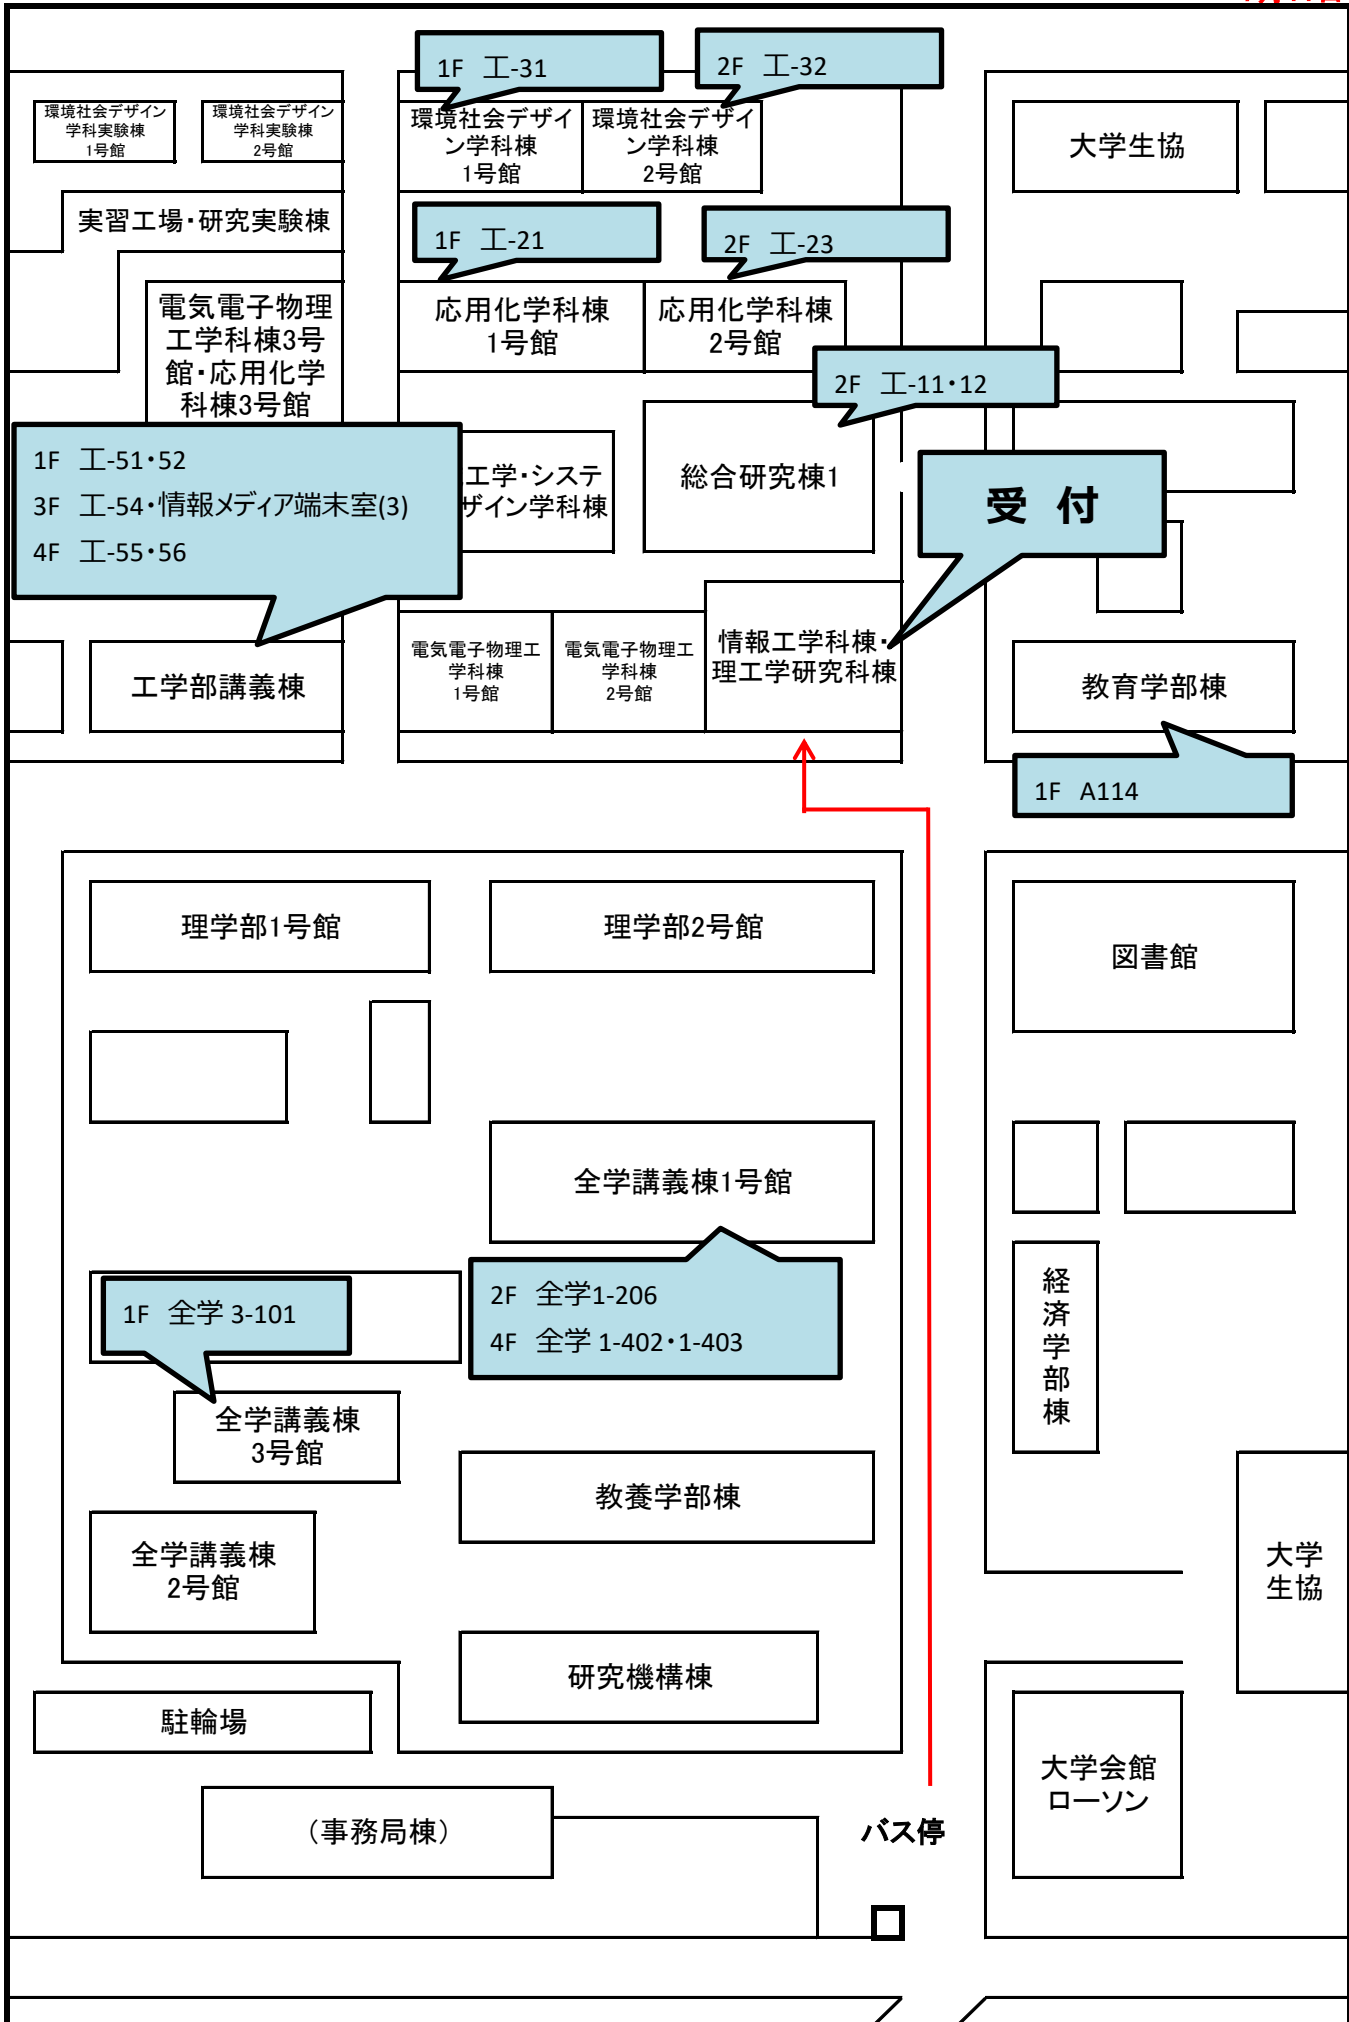 1F 工-31
2F 工-32
環境社会デザイン
学科実験棟
1号館
環境社会デザイン
学科実験棟
2号館
環境社会デザイ
ン学科棟
1号館
環境社会デザイ
ン学科棟
2号館
大学生協
実習工場・研究実験棟
1F 工-21
2F 工-23
電気電子物理
工学科棟3号
館・応用化学
科棟3号館
応用化学科棟
1号館
応用化学科棟
2号館
2F 工-11・12
1F 工-51・52
3F 工-54・情報メディア端末室(3)
4F 工-55・56
工学・システ
ザイン学科棟
総合研究棟1
受 付
工学部講義棟
電気電子物理工
学科棟
1号館
電気電子物理工
学科棟
2号館
情報工学科棟・
理工学研究科棟
教育学部棟
1F A114
理学部1号館
理学部2号館
図書館
全学講義棟1号館
2F 全学1-206
4F 全学 1-402・1-403
1F 全学 3-101
全学講義棟
3号館
経済学部棟
教養学部棟
全学講義棟
2号館
大学
生協
研究機構棟
駐輪場
大学会館
ローソン
（事務局棟）
バス停